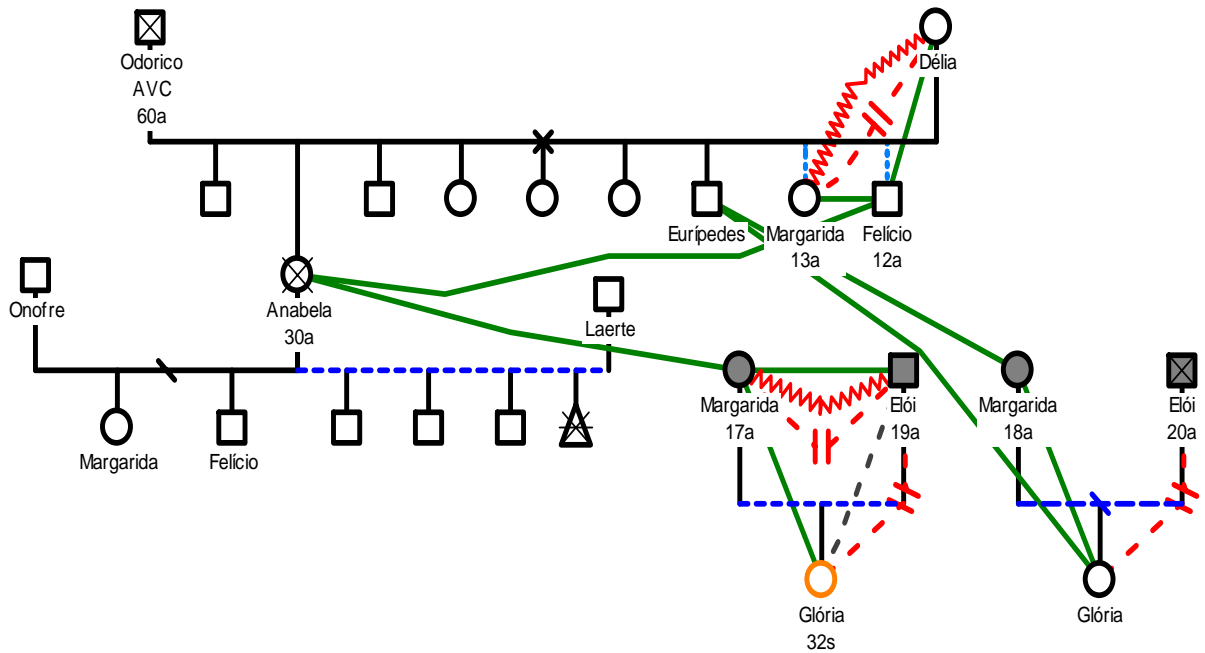 Odorico
AVC
60a
Délia
Eurípedes
Margarida
13a
Felício
12a
Onofre
Anabela
30a
Laerte
Margarida
17a
Elói
19a
Margarida
18a
Elói
20a
Margarida
Felício
Glória
32s
Glória